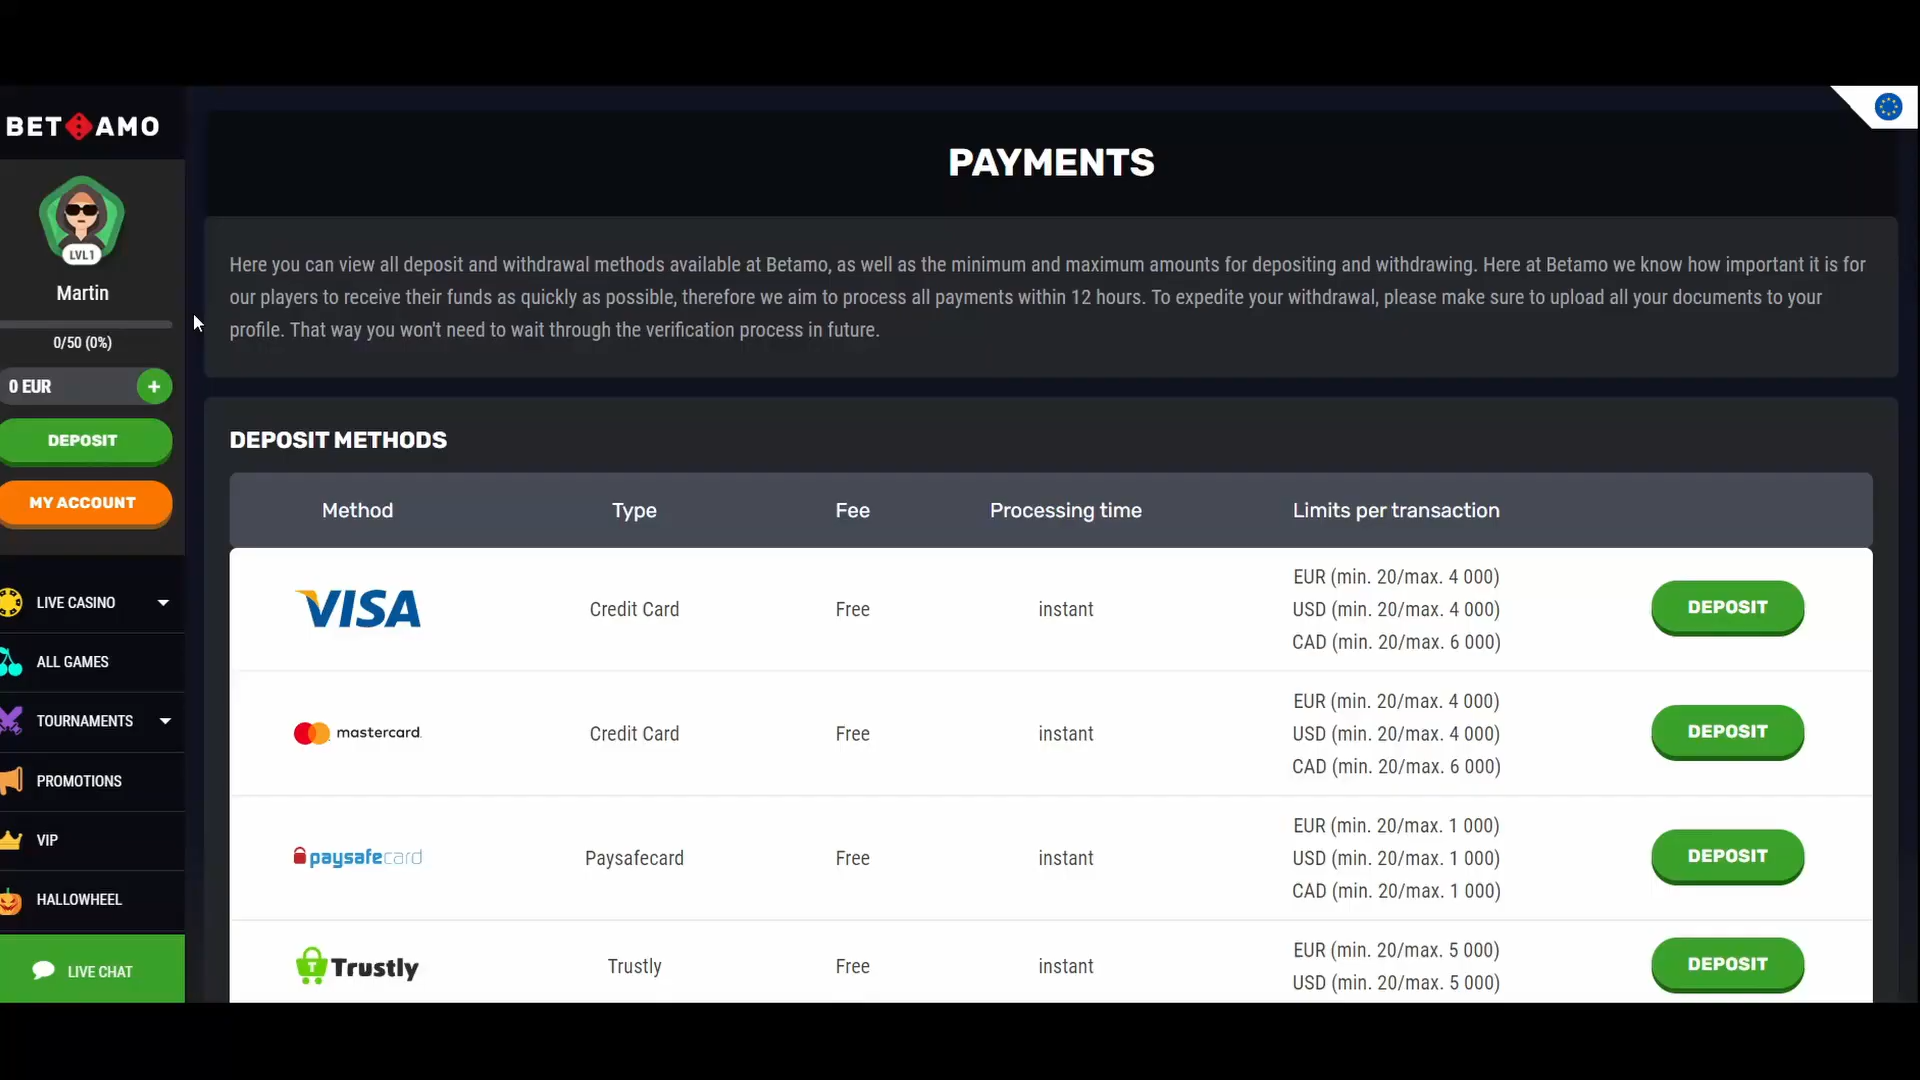 BET AMO
LVL1
Martin
0/50 (0%)
0 EUR
+
DEPOSIT
MY ACCOUNT
LIVE CASINO
ALL GAMES
TOURNAMENTS
PROMOTIONS
VIP
HALLOWHEEL
LIVE CHAT
PAYMENTS
Here you can view all deposit and withdrawal methods available at Betamo, as well as the minimum and maximum amounts for depositing and withdrawing. Here at Betamo we know how important it is for
our players to receive their funds as quickly as possible, therefore we aim to process all payments within 12 hours. To expedite your withdrawal, please make sure to upload all your documents to your
profile. That way you won't need to wait through the verification process in future.
DEPOSIT METHODS
Method Type Fee Processing time Limits per transaction
EUR (min. 20/max. 4 000)
VISA Credit Card Free instant USD (min. 20/max. 4 000) DEPOSIT
CAD (min. 20/max. 6 000)
EUR (min. 20/max. 4 000)
mastercard. Credit Card Free instant USD (min. 20/max. 4 000) DEPOSIT
CAD (min. 20/max. 6 000)
EUR (min. 20/max. 1 000)
paysafecard Paysafecard Free instant USD (min. 20/max. 1 000) DEPOSIT
CAD (min. 20/max. 1 000)
EUR (min. 20/max. 5 000)
T Trustly Trustly Free instant DEPOSIT
USD (min. 20/max. 5 000)